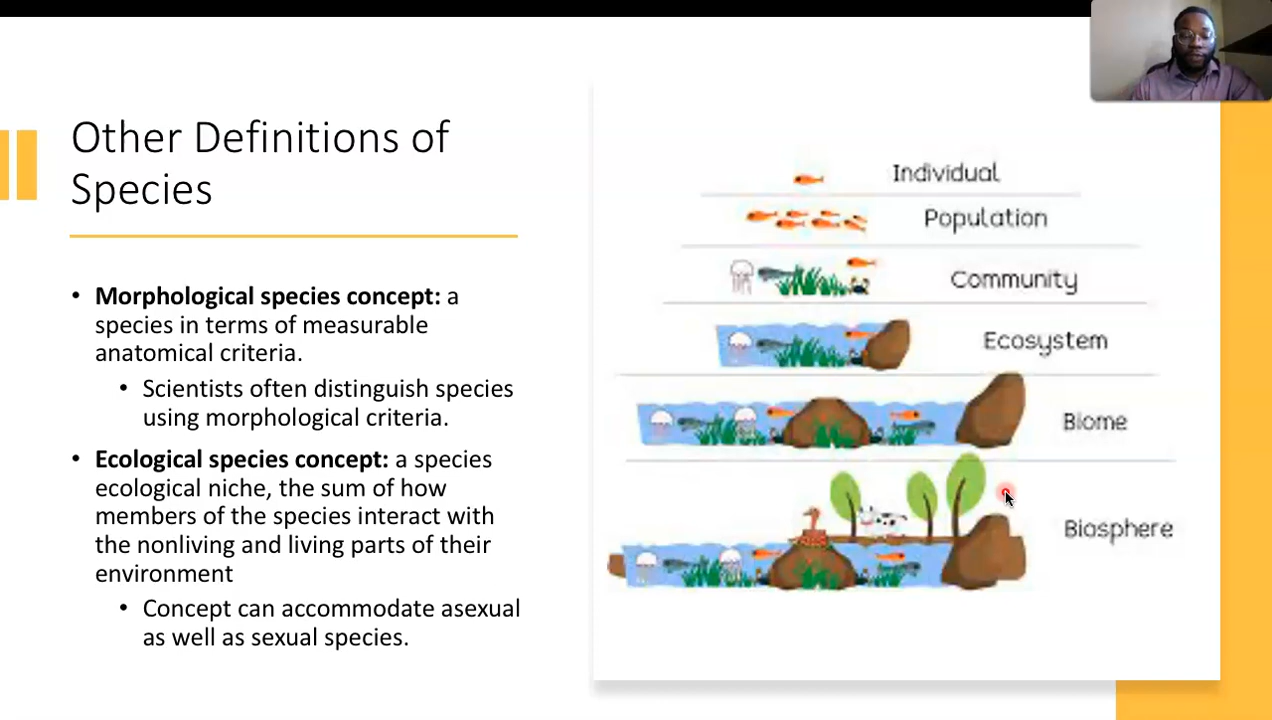 Other Definitions of
Species
• Morphological species concept: a
species in terms of measurable
anatomical criteria.
• Scientists often distinguish species
using morphological criteria.
• Ecological species concept: a species
ecological niche, the sum of how
members of the species interact with
the nonliving and living parts of their
environment
• Concept can accommodate asexual
as well as sexual species.
Individual
Population
Community
Ecosystem
Biome
Biosphere